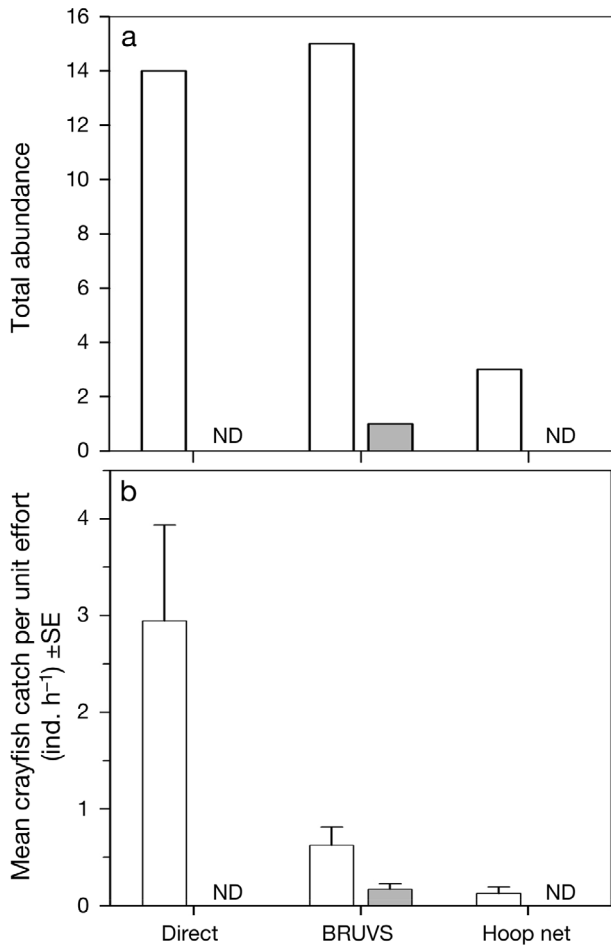 a
Total abundance
16
14
12
10
8
6
4
2
0
ND
ND
b
Mean crayfish catch per unit effort
(ind. h⁻¹) ±SE
4
3
2
1
0
ND
ND
Direct
BRUVS
Hoop net